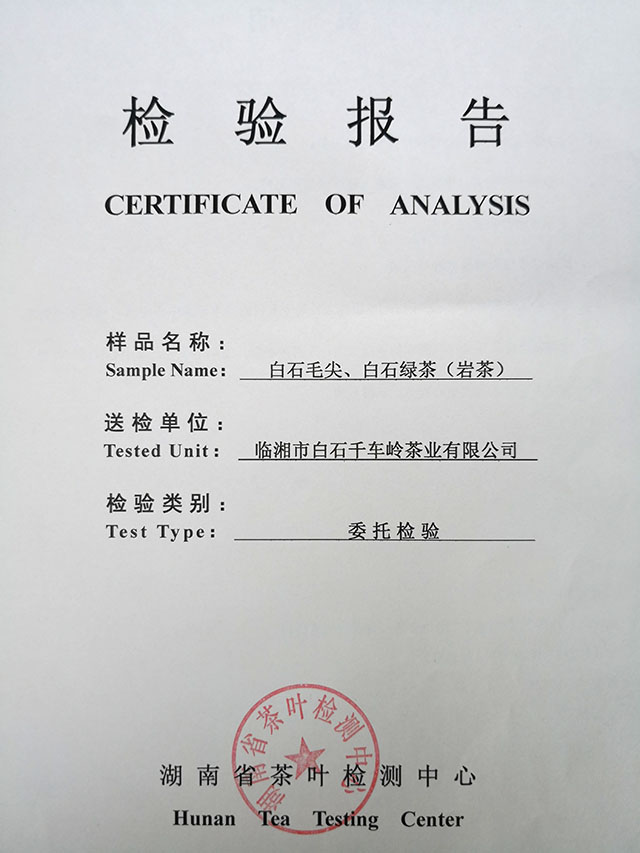 检验报告
CERTIFICATE OF ANALYSIS
样品名称：
Sample Name： 白石毛尖、白石绿茶（岩茶）
送检单位：
Tested Unit： 临湘市白石千车岭茶业有限公司
检验类别：
Test Type： 委托检验
湖南省茶叶检测中心
湖南省茶叶检测中心
Hunan Tea Testing Center